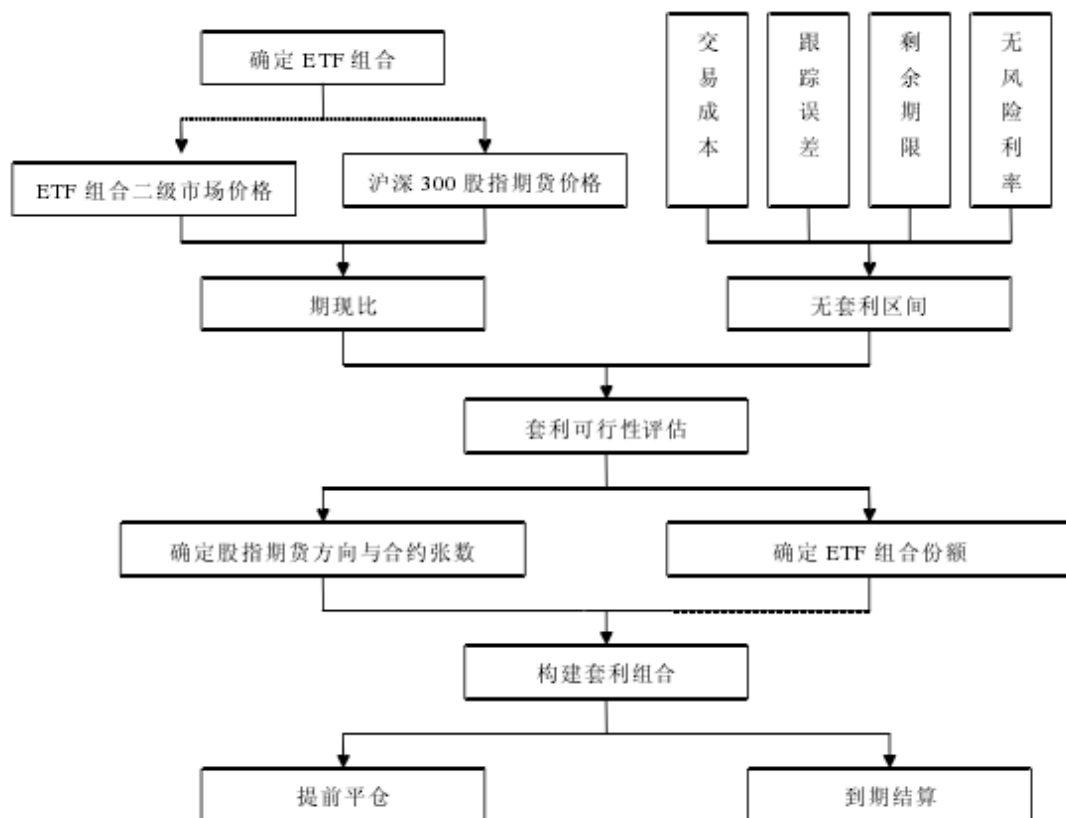 确定 ETF 组合
交易成本
跟踪误差
剩余期限
无风险利率
ETF 组合二级市场价格
沪深 300 股指期货价格
期现比
无套利区间
套利可行性评估
确定股指期货方向与合约张数
确定 ETF 组合份额
构建套利组合
提前平仓
到期结算